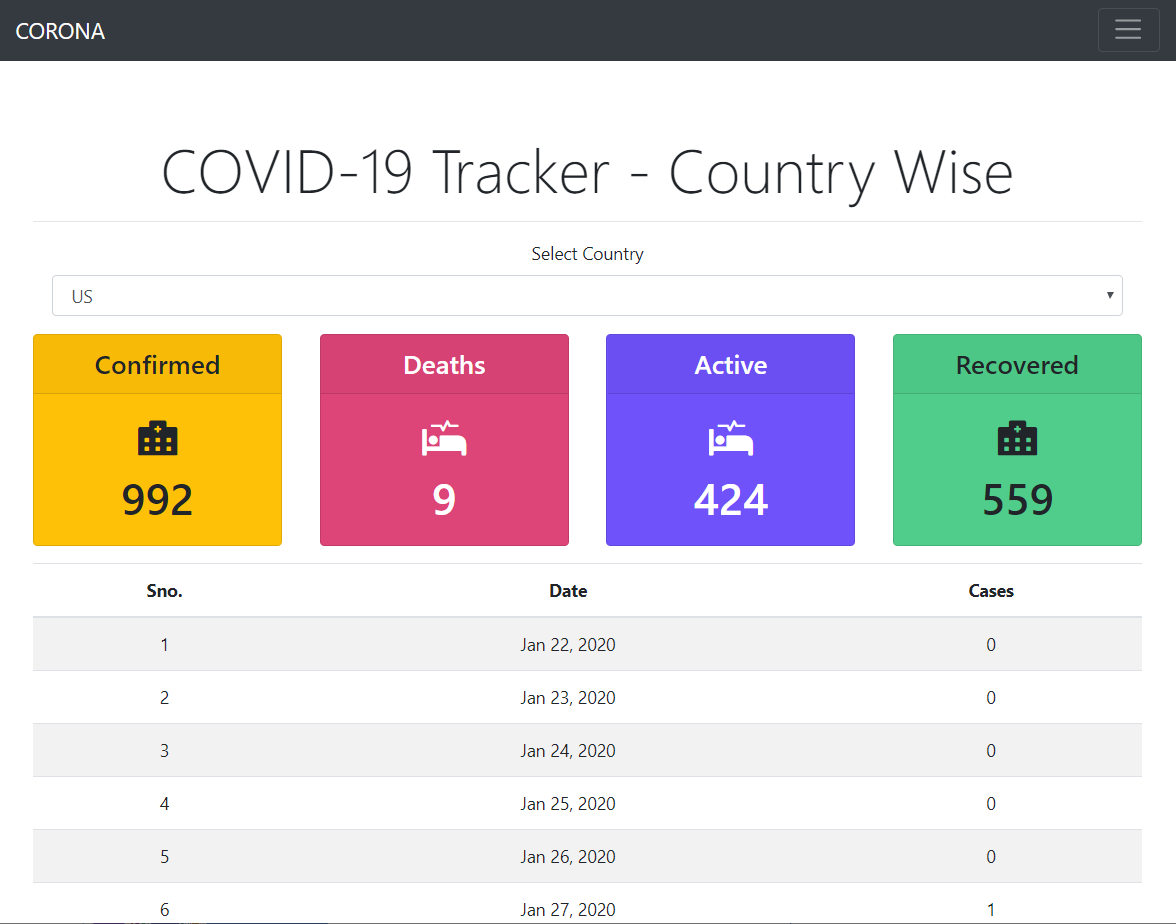 CORONA
COVID-19 Tracker - Country Wise
Select Country
US
Confirmed Deaths Active Recovered
992 9 424 559
Sno. Date Cases
1 Jan 22, 2020 0
2 Jan 23, 2020 0
3 Jan 24, 2020 0
4 Jan 25, 2020 0
5 Jan 26, 2020 0
6 Jan 27, 2020 1